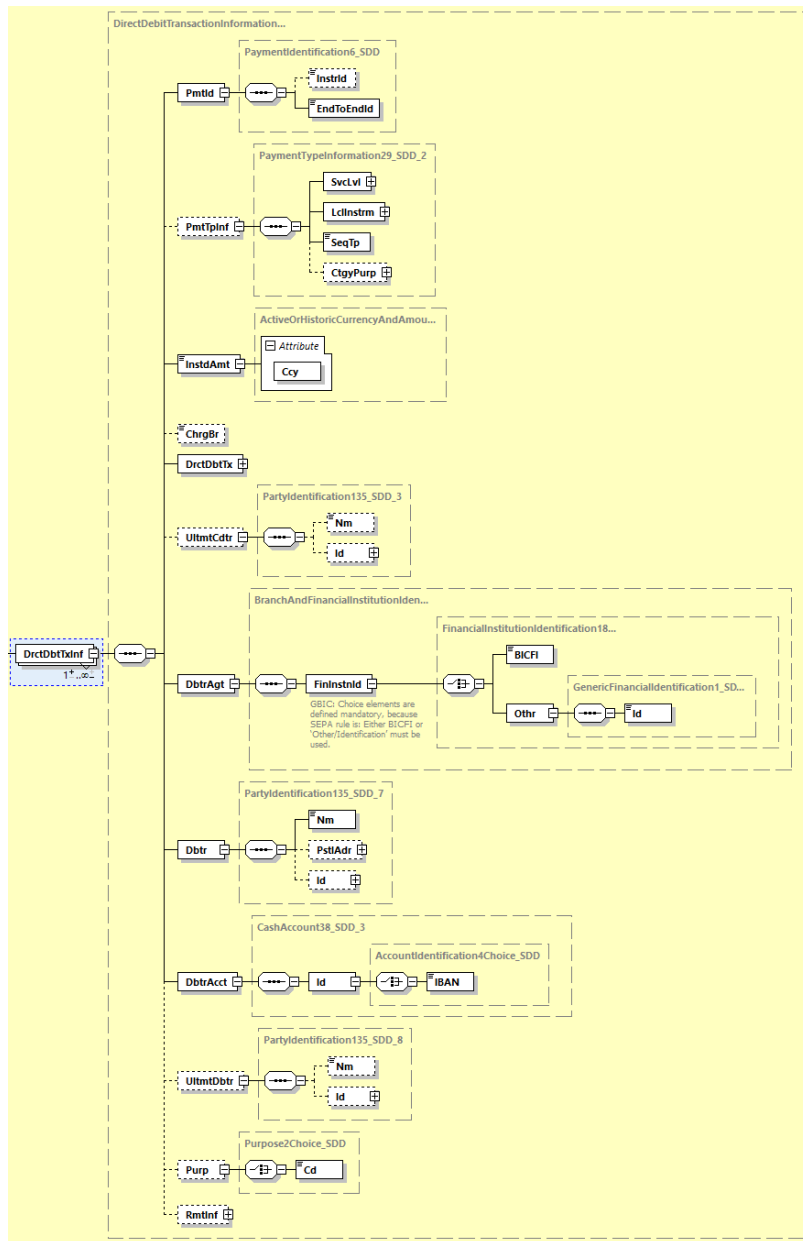 DirectDebitTransactionInformation...
PaymentIdentification6_SDD
InstrId
PmtId
EndToEndId
PaymentTypeInformation29_SDD_2
SvcLvl
LclInstrm
PmtTpInf
SeqTp
CtgyPurp
ActiveOrHistoricCurrencyAndAmou...
Attribute
InstdAmt
Ccy
ChrgBr
DrctDbtTx
PartyIdentification135_SDD_3
Nm
UltmtCdtr
Id
BranchAndFinancialInstitutionIden...
FinancialInstitutionIdentification18...
DrctDbtTxInf
1+..∞
BICFI
DbtrAgt
FinInstnId
GenericFinancialIdentification1_SD...
GBIC: Choice elements are
defined mandatory, because
SEPA rule is: Either BICFI or
'Other/Identification' must be
used.
Othr
Id
PartyIdentification135_SDD_7
Nm
Dbtr
PstlAdr
Id
CashAccount38_SDD_3
AccountIdentification4Choice_SDD
DbtrAcct
Id
IBAN
PartyIdentification135_SDD_8
Nm
UltmtDbtr
Id
Purpose2Choice_SDD
Purp
Cd
RmtInf